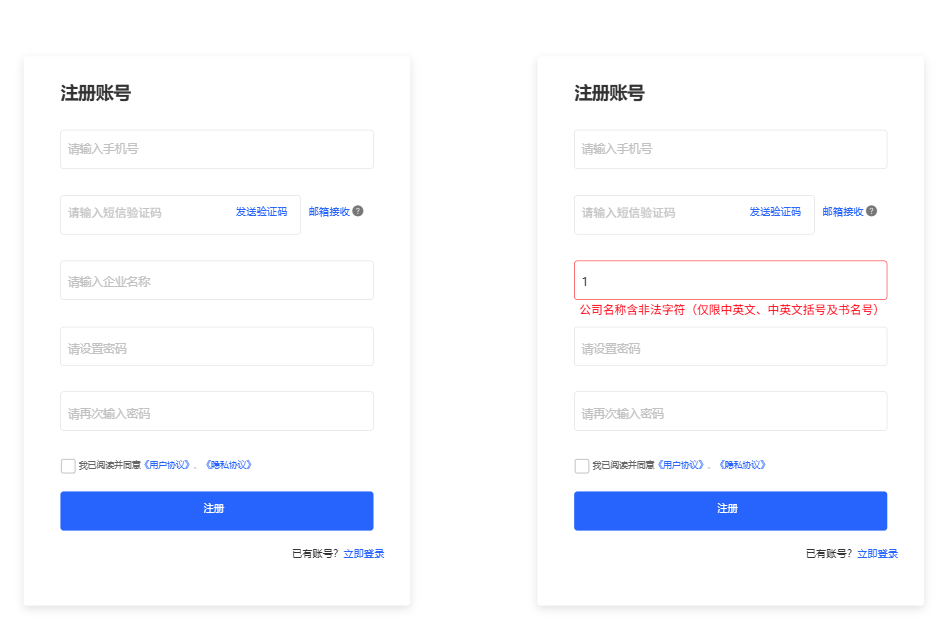 注册账号
请输入手机号
请输入短信验证码 发送验证码 邮箱接收 ?
请输入企业名称
请设置密码
请再次输入密码
我已阅读并同意《用户协议》、《隐私协议》
注册
已有账号? 立即登录
注册账号
请输入手机号
请输入短信验证码 发送验证码 邮箱接收 ?
1
公司名称含非法字符（仅限中英文、中英文括号及书名号）
请设置密码
请再次输入密码
我已阅读并同意《用户协议》、《隐私协议》
注册
已有账号? 立即登录